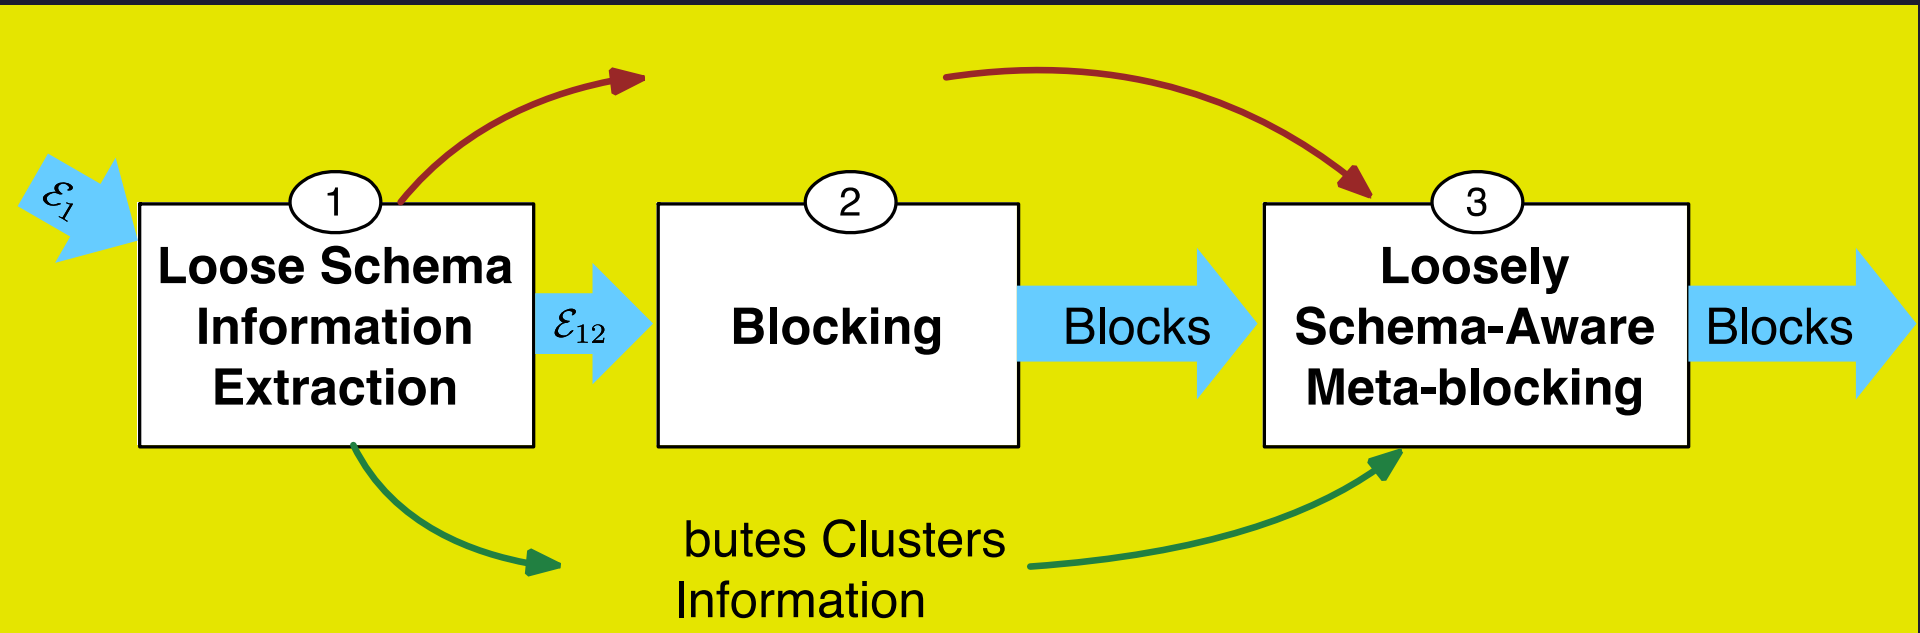 ℰ₁
1
Loose Schema
Information
Extraction
ℰ₁₂
2
Blocking
Blocks
3
Loosely
Schema-Aware
Meta-blocking
Blocks
butes Clusters
Information